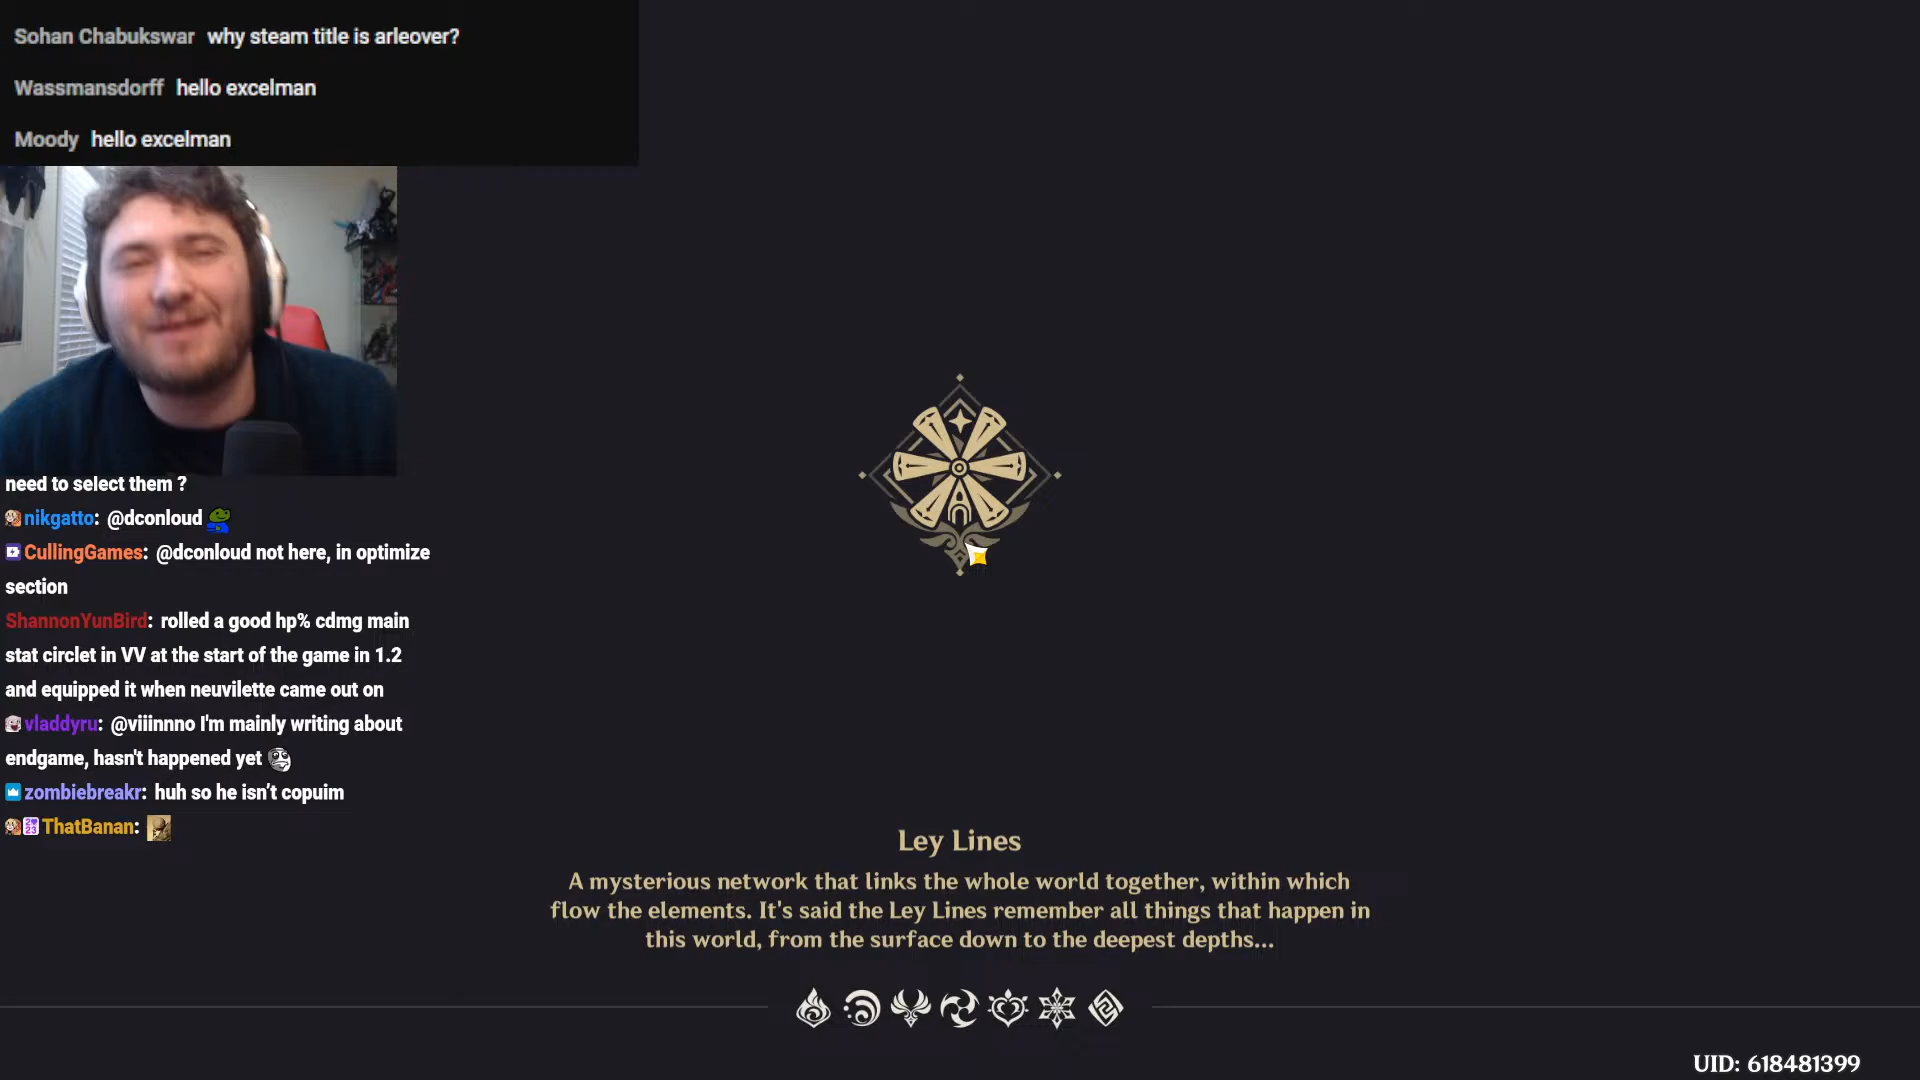 Sohan Chabukswar why steam title is arleover?
Wassmansdorff hello excelman
Moody hello excelman
need to select them ?
nikgatto: @dconloud
CullingGames: @dconloud not here, in optimize
section
ShannonYunBird: rolled a good hp% cdmg main
stat circlet in VV at the start of the game in 1.2
and equipped it when neuvilette came out on
vladdyru: @viiinnno I'm mainly writing about
endgame, hasn't happened yet
zombiebreakr: huh so he isn't copuim
ThatBanan:
Ley Lines
A mysterious network that links the whole world together, within which
flow the elements. It's said the Ley Lines remember all things that happen in
this world, from the surface down to the deepest depths...
UID: 618481399